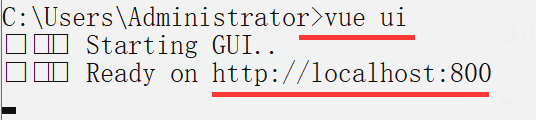 C:\Users\Administrator>vue ui
Starting GUI..
Ready on http://localhost:800